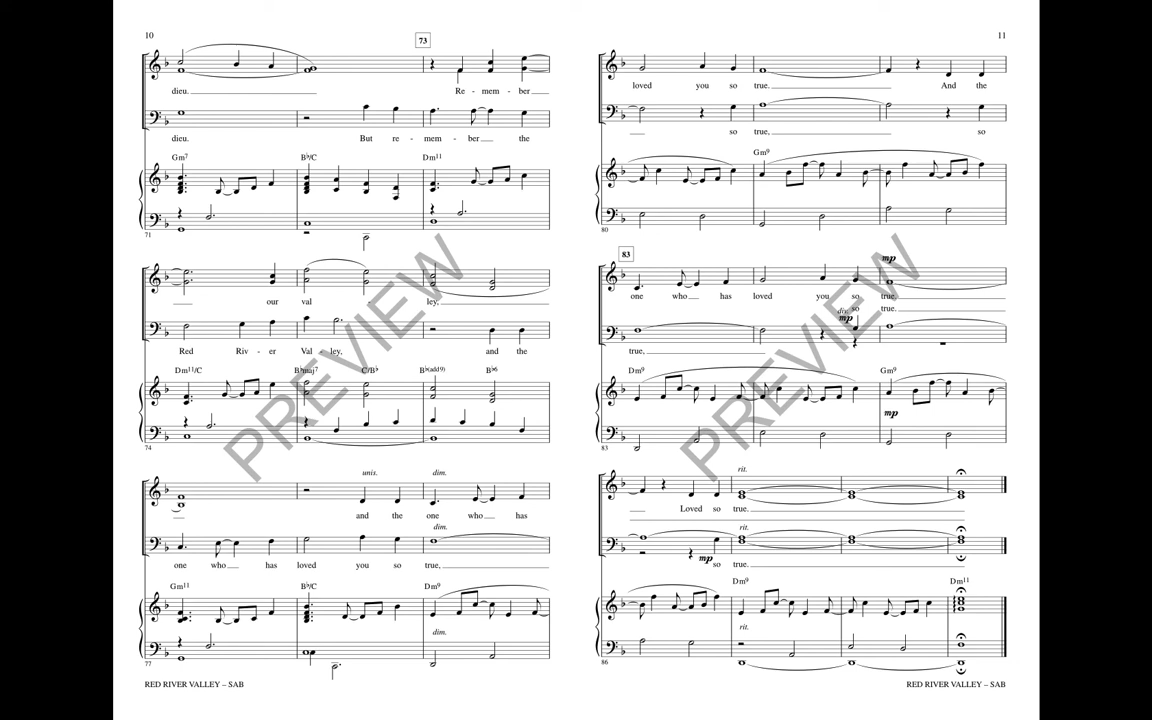 10
73
dieu. Re - mem - ber
dieu. But re - mem - ber the
Gm7 B♭/C Dm11
71
our val - ley,
Red Riv - er Val - ley, and the
Dm11/C B♭maj7 C/B♭ B♭(add9) B♭6
74
unis. dim.
and the one who has
dim.
one who has loved you so true,
Gm11 B♭/C Dm9
dim.
77
RED RIVER VALLEY – SAB
11
loved you so true. And the
so true, so
Gm9
80
83
mp
one who has loved you so true.
div. so true.
mp
true,
Dm9 Gm9
mp
83
rit.
Loved so true.
rit.
mp so true.
Dm9 Dm11
rit.
86
RED RIVER VALLEY – SAB
PREVIEW
PREVIEW